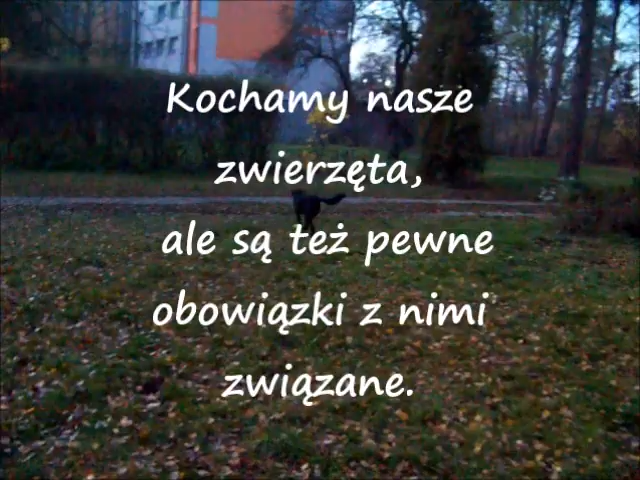 Kochamy nasze
zwierzęta,
ale są też pewne
obowiązki z nimi
związane.